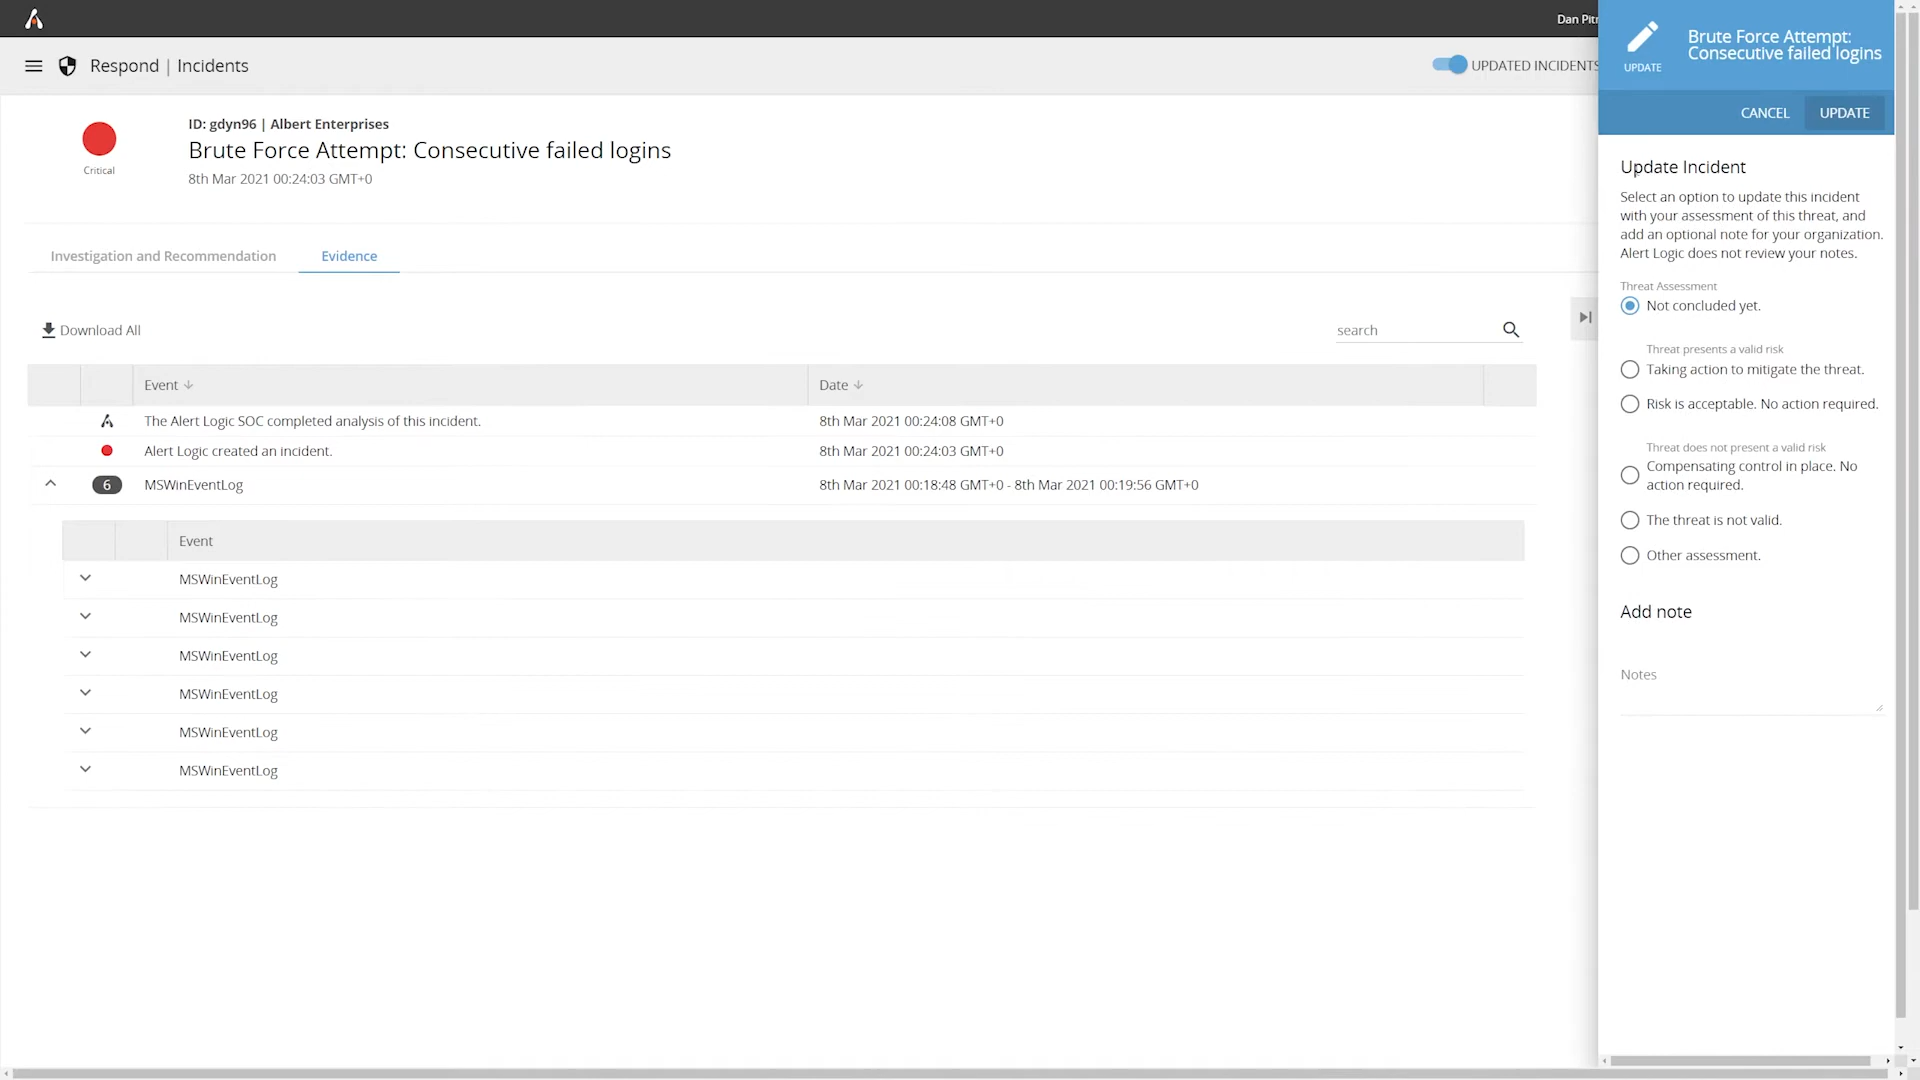 Dan Pitr
Respond | Incidents
UPDATED INCIDENTS
ID: gdyn96 | Albert Enterprises
Critical
Brute Force Attempt: Consecutive failed logins
8th Mar 2021 00:24:03 GMT+0
Investigation and Recommendation
Evidence
Download All
search
Event
Date
The Alert Logic SOC completed analysis of this incident.
8th Mar 2021 00:24:08 GMT+0
Alert Logic created an incident.
8th Mar 2021 00:24:03 GMT+0
6
MSWinEventLog
8th Mar 2021 00:18:48 GMT+0 - 8th Mar 2021 00:19:56 GMT+0
Event
MSWinEventLog
MSWinEventLog
MSWinEventLog
MSWinEventLog
MSWinEventLog
MSWinEventLog
UPDATE
Brute Force Attempt:
Consecutive failed logins
CANCEL
UPDATE
Update Incident
Select an option to update this incident
with your assessment of this threat, and
add an optional note for your organization.
Alert Logic does not review your notes.
Threat Assessment
Not concluded yet.
Threat presents a valid risk
Taking action to mitigate the threat.
Risk is acceptable. No action required.
Threat does not present a valid risk
Compensating control in place. No
action required.
The threat is not valid.
Other assessment.
Add note
Notes